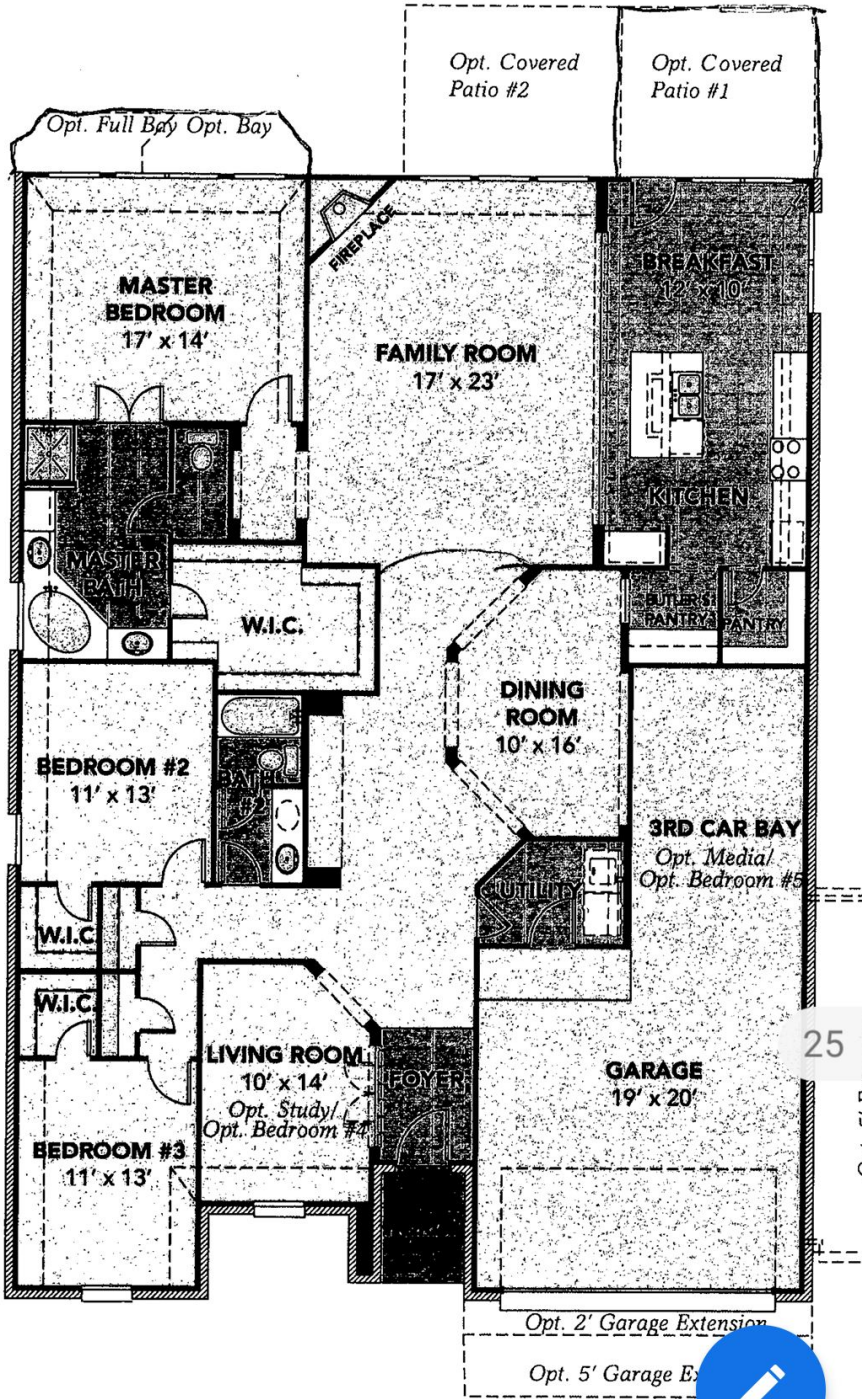 Opt. Covered
Patio #2
Opt. Covered
Patio #1
Opt. Full Bay Opt. Bay
FIREPLACE
MASTER
BEDROOM
17' x 14'
FAMILY ROOM
17' x 23'
BREAKFAST
12' x 10'
KITCHEN
MASTER
BATH
W.I.C.
BUTLER'S
PANTRY
PANTRY
DINING
ROOM
10' x 16'
BEDROOM #2
11' x 13'
BATH
#2
3RD CAR BAY
Opt. Media/
Opt. Bedroom #5
UTILITY
W.I.C.
W.I.C.
LIVING ROOM
10' x 14'
Opt. Study/
Opt. Bedroom #4
FOYER
GARAGE
19' x 20'
25
BEDROOM #3
11' x 13'
Opt. 2' Garage Extension
Opt. 5' Garage